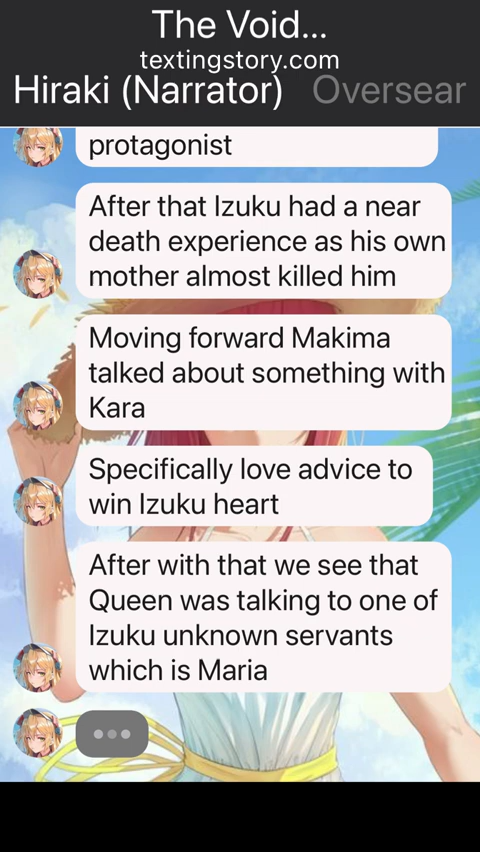 The Void...
textingstory.com
Hiraki (Narrator) Oversear
protagonist
After that Izuku had a near
death experience as his own
mother almost killed him
Moving forward Makima
talked about something with
Kara
Specifically love advice to
win Izuku heart
After with that we see that
Queen was talking to one of
Izuku unknown servants
which is Maria